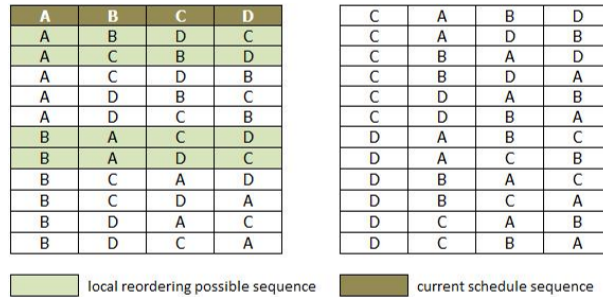 A B C D
A B D C
A C B D
A C D B
A D B C
A D C B
B A C D
B A D C
B C A D
B C D A
B D A C
B D C A
C A B D
C A D B
C B A D
C B D A
C D A B
C D B A
D A B C
D A C B
D B A C
D B C A
D C A B
D C B A
local reordering possible sequence
current schedule sequence